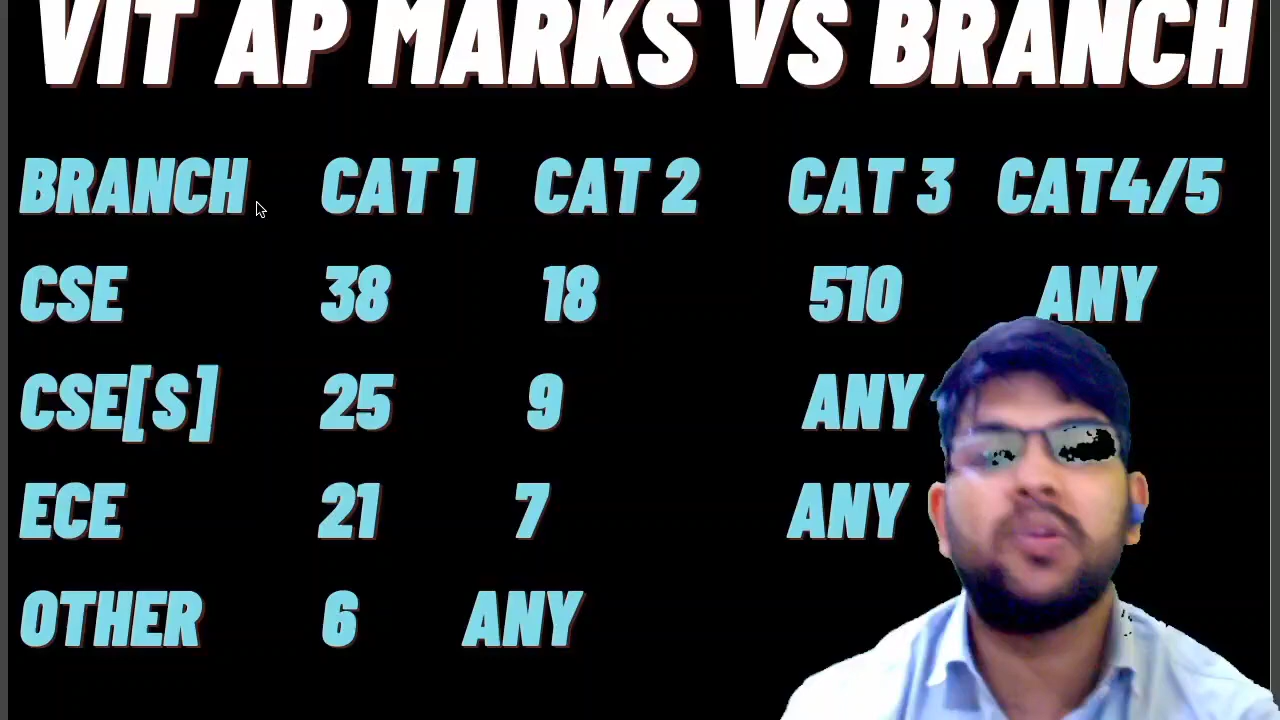 VIT AP MARKS VS BRANCH
BRANCH CAT 1 CAT 2 CAT 3 CAT4/5
CSE 38 18 510 ANY
CSE[S] 25 9 ANY
ECE 21 7 ANY
OTHER 6 ANY